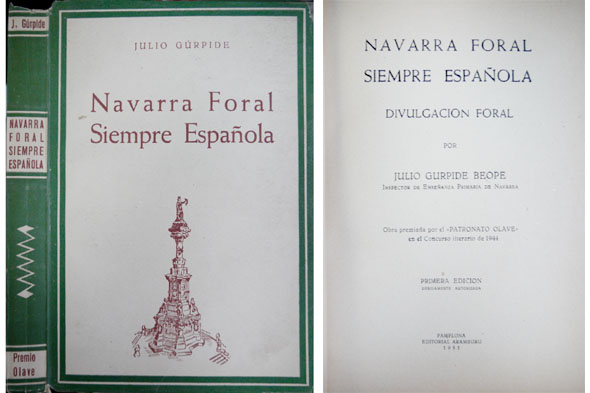 J. Gúrpide
NAVARRA
FORAL
SIEMPRE
ESPAÑOLA
Premio
Olave
JULIO GÚRPIDE
Navarra Foral
Siempre Española
NAVARRA FORAL
SIEMPRE ESPAÑOLA
DIVULGACION FORAL
POR
JULIO GURPIDE BEOPE
INSPECTOR DE ENSEÑANZA PRIMARIA DE NAVARRA
Obra premiada por el «PATRONATO OLAVE»
en el Concurso literario de 1944
PRIMERA EDICION
PAMPLONA
EDITORIAL ARAMBURU